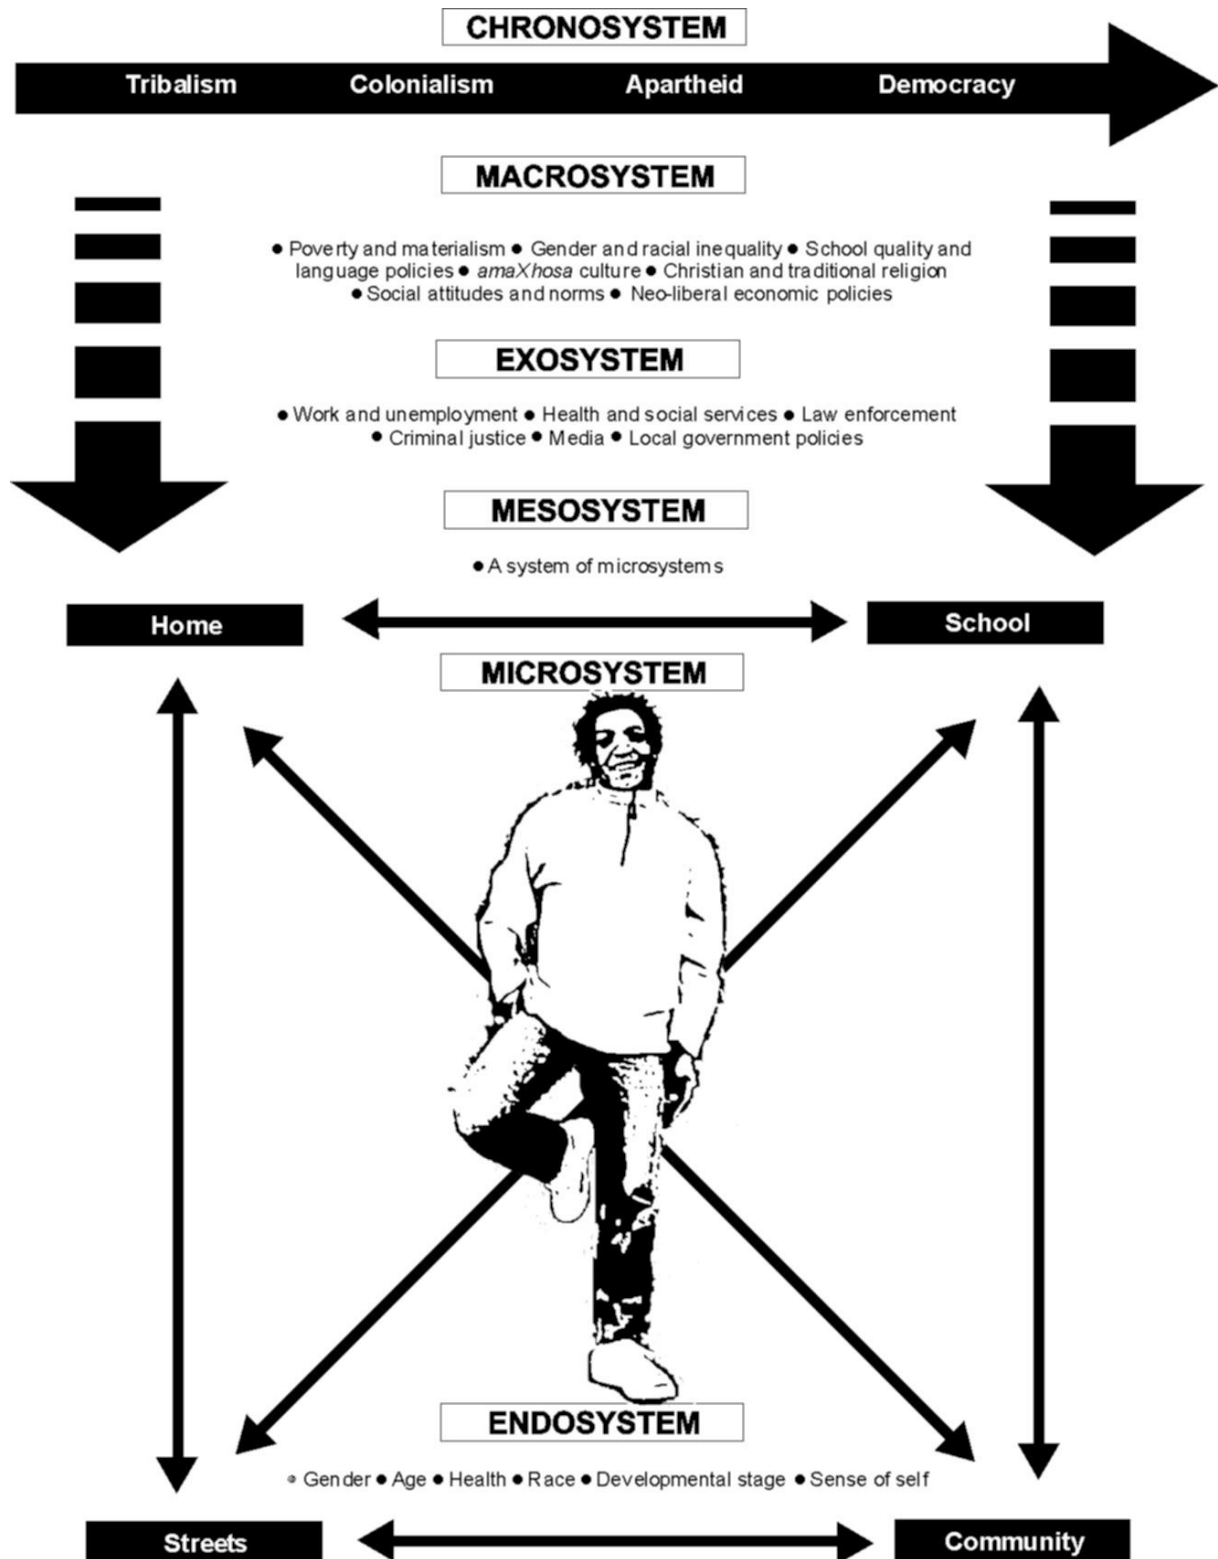 CHRONOSYSTEM
Tribalism Colonialism Apartheid Democracy
MACROSYSTEM
● Poverty and materialism ● Gender and racial inequality ● School quality and
language policies ● amaXhosa culture ● Christian and traditional religion
● Social attitudes and norms ● Neo-liberal economic policies
EXOSYSTEM
● Work and unemployment ● Health and social services ● Law enforcement
● Criminal justice ● Media ● Local government policies
MESOSYSTEM
● A system of microsystems
Home
School
MICROSYSTEM
ENDOSYSTEM
● Gender ● Age ● Health ● Race ● Developmental stage ● Sense of self
Streets
Community